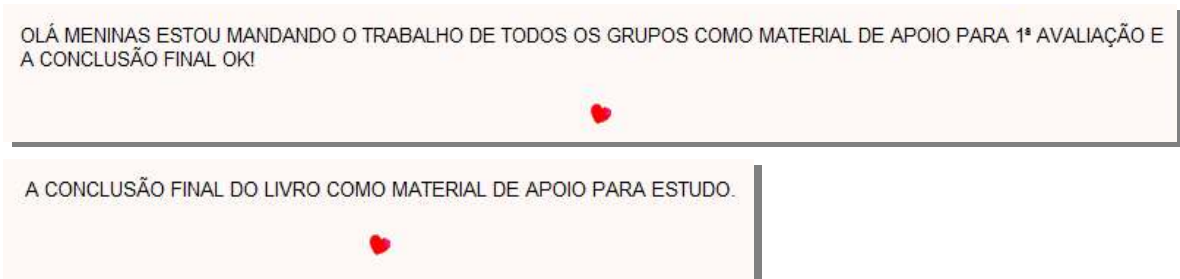 OLÁ MENINAS ESTOU MANDANDO O TRABALHO DE TODOS OS GRUPOS COMO MATERIAL DE APOIO PARA 1ª AVALIAÇÃO E
A CONCLUSÃO FINAL OK!
A CONCLUSÃO FINAL DO LIVRO COMO MATERIAL DE APOIO PARA ESTUDO.